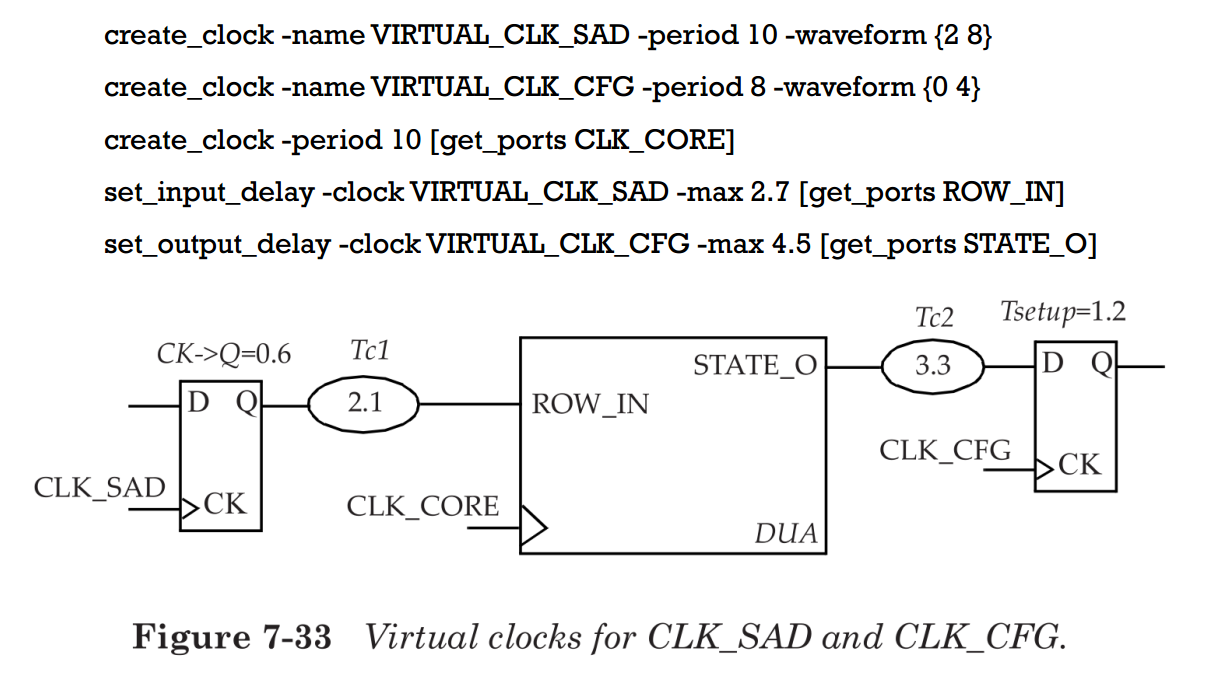 create_clock -name VIRTUAL_CLK_SAD -period 10 -waveform {2 8}
create_clock -name VIRTUAL_CLK_CFG -period 8 -waveform {0 4}
create_clock -period 10 [get_ports CLK_CORE]
set_input_delay -clock VIRTUAL_CLK_SAD -max 2.7 [get_ports ROW_IN]
set_output_delay -clock VIRTUAL_CLK_CFG -max 4.5 [get_ports STATE_O]
Tc2 Tsetup=1.2
CK->Q=0.6 Tc1
STATE_O 3.3 D Q
D Q 2.1 ROW_IN
CLK_CFG CK
CLK_SAD CK CLK_CORE
DUA
Figure 7-33 Virtual clocks for CLK_SAD and CLK_CFG.